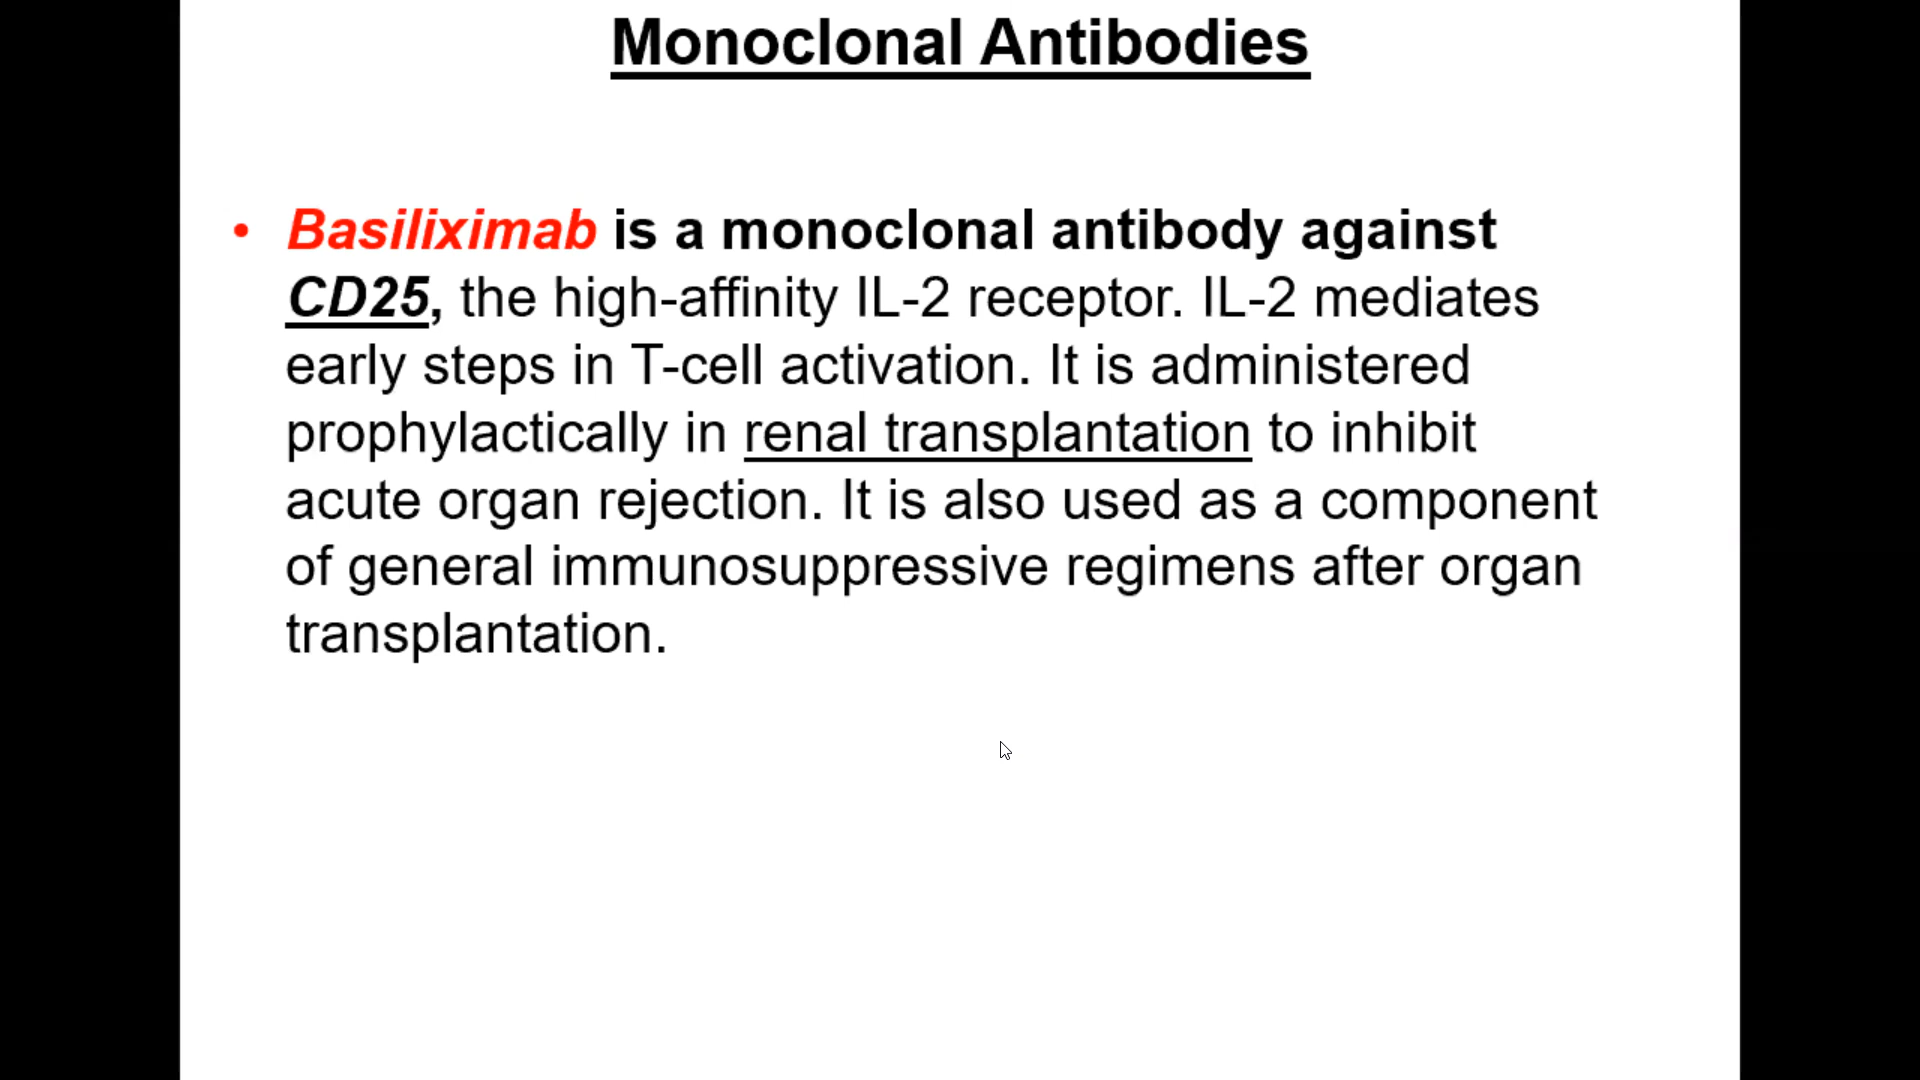 Monoclonal Antibodies
• Basiliximab is a monoclonal antibody against
CD25, the high-affinity IL-2 receptor. IL-2 mediates
early steps in T-cell activation. It is administered
prophylactically in renal transplantation to inhibit
acute organ rejection. It is also used as a component
of general immunosuppressive regimens after organ
transplantation.